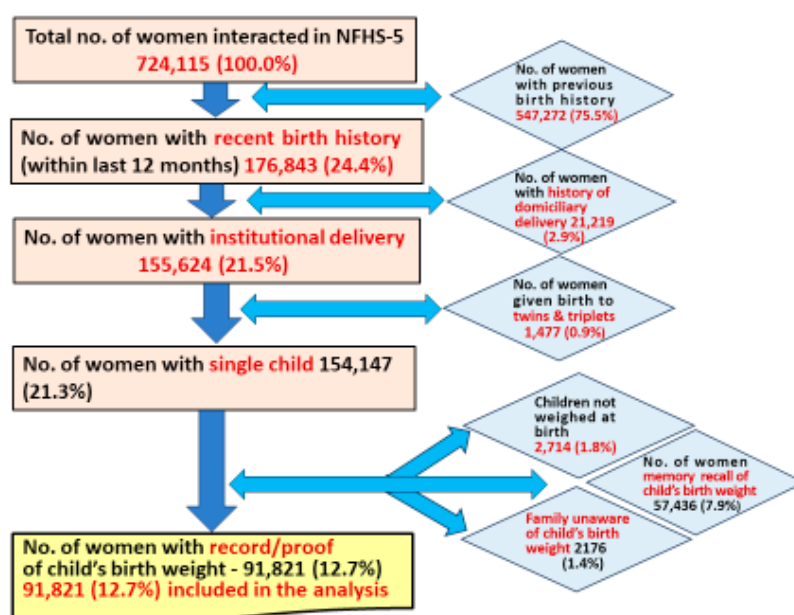 Total no. of women interacted in NFHS-5
724,115 (100.0%)
No. of women
with previous
birth history
547,272 (75.5%)
No. of women with recent birth history
(within last 12 months) 176,843 (24.4%)
No. of women
with history of
domiciliary
delivery 21,219
(2.9%)
No. of women with institutional delivery
155,624 (21.5%)
No. of women
given birth to
twins & triplets
1,477 (0.9%)
No. of women with single child 154,147
(21.3%)
Children not
weighed at
birth
2,714 (1.8%)
No. of women
memory recall of
child's birth weight
57,436 (7.9%)
Family unaware
of child's birth
weight 2176
(1.4%)
No. of women with record/proof
of child's birth weight - 91,821 (12.7%)
91,821 (12.7%) included in the analysis